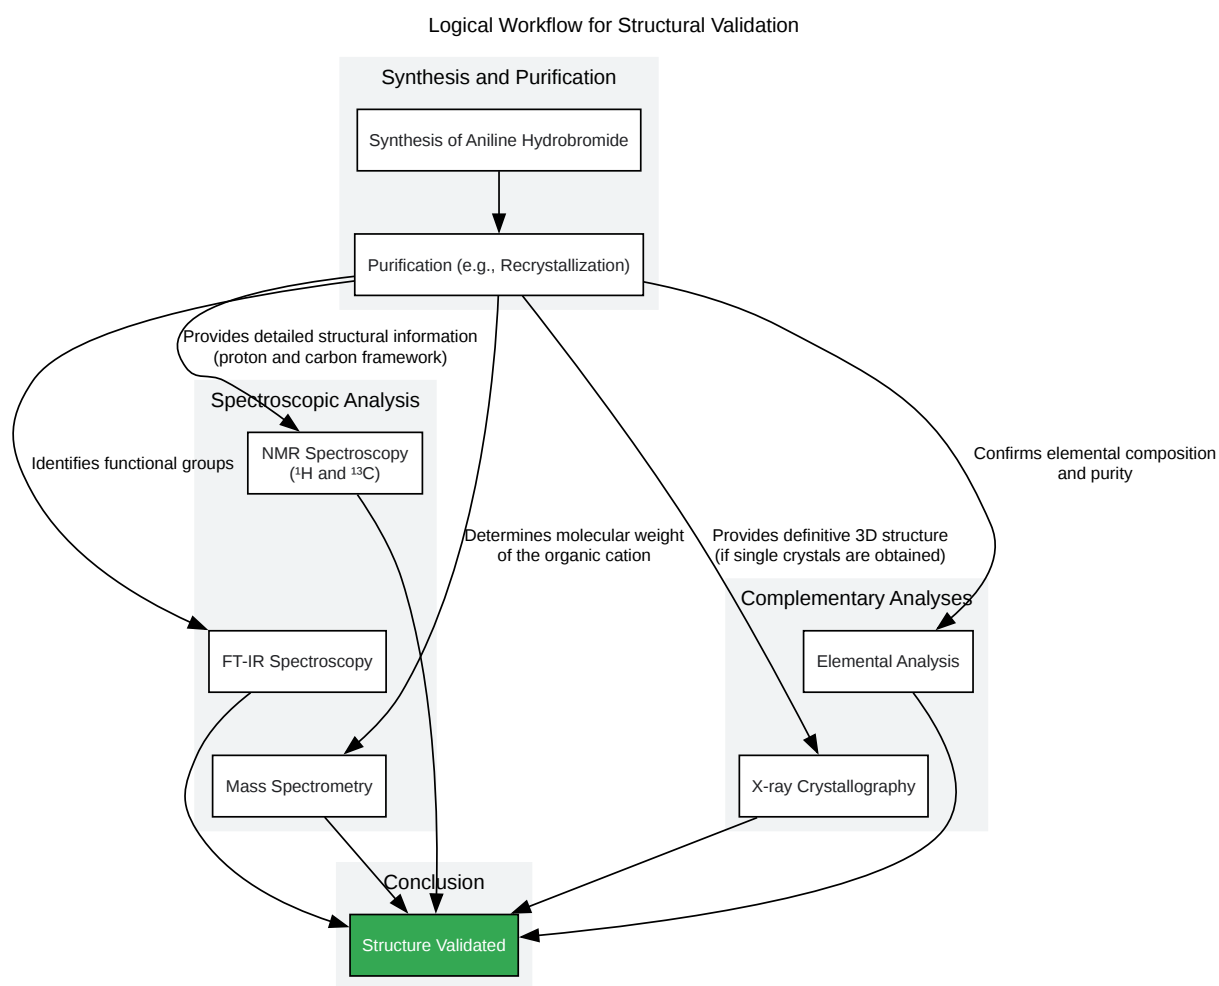 Logical Workflow for Structural Validation
Synthesis and Purification
Synthesis of Aniline Hydrobromide
Purification (e.g., Recrystallization)
Provides detailed structural information
(proton and carbon framework)
Spectroscopic Analysis
NMR Spectroscopy
(¹H and ¹³C)
Identifies functional groups
Confirms elemental composition
and purity
Determines molecular weight
of the organic cation
Provides definitive 3D structure
(if single crystals are obtained)
Complementary Analyses
FT-IR Spectroscopy
Elemental Analysis
Mass Spectrometry
X-ray Crystallography
Conclusion
Structure Validated